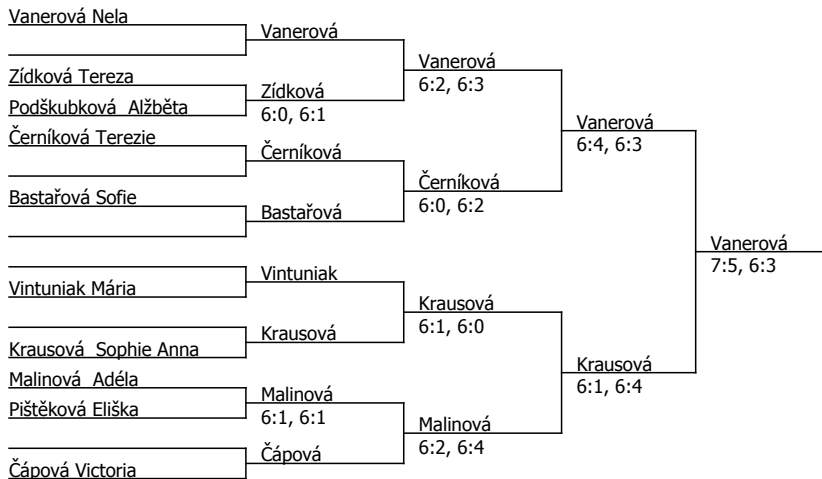 Vanerová Nela
Zídková Tereza
Podškubková Alžběta
Černíková Terezie
Bastařová Sofie
Vintuniak Mária
Krausová Sophie Anna
Malinová Adéla
Pištěková Eliška
Čápová Victoria
Vanerová
Zídková
6:0, 6:1
Černíková
Bastařová
Vintuniak
Krausová
Malinová
6:1, 6:1
Čápová
Vanerová
6:2, 6:3
Černíková
6:0, 6:2
Krausová
6:1, 6:0
Malinová
6:2, 6:4
Vanerová
6:4, 6:3
Krausová
6:1, 6:4
Vanerová
7:5, 6:3